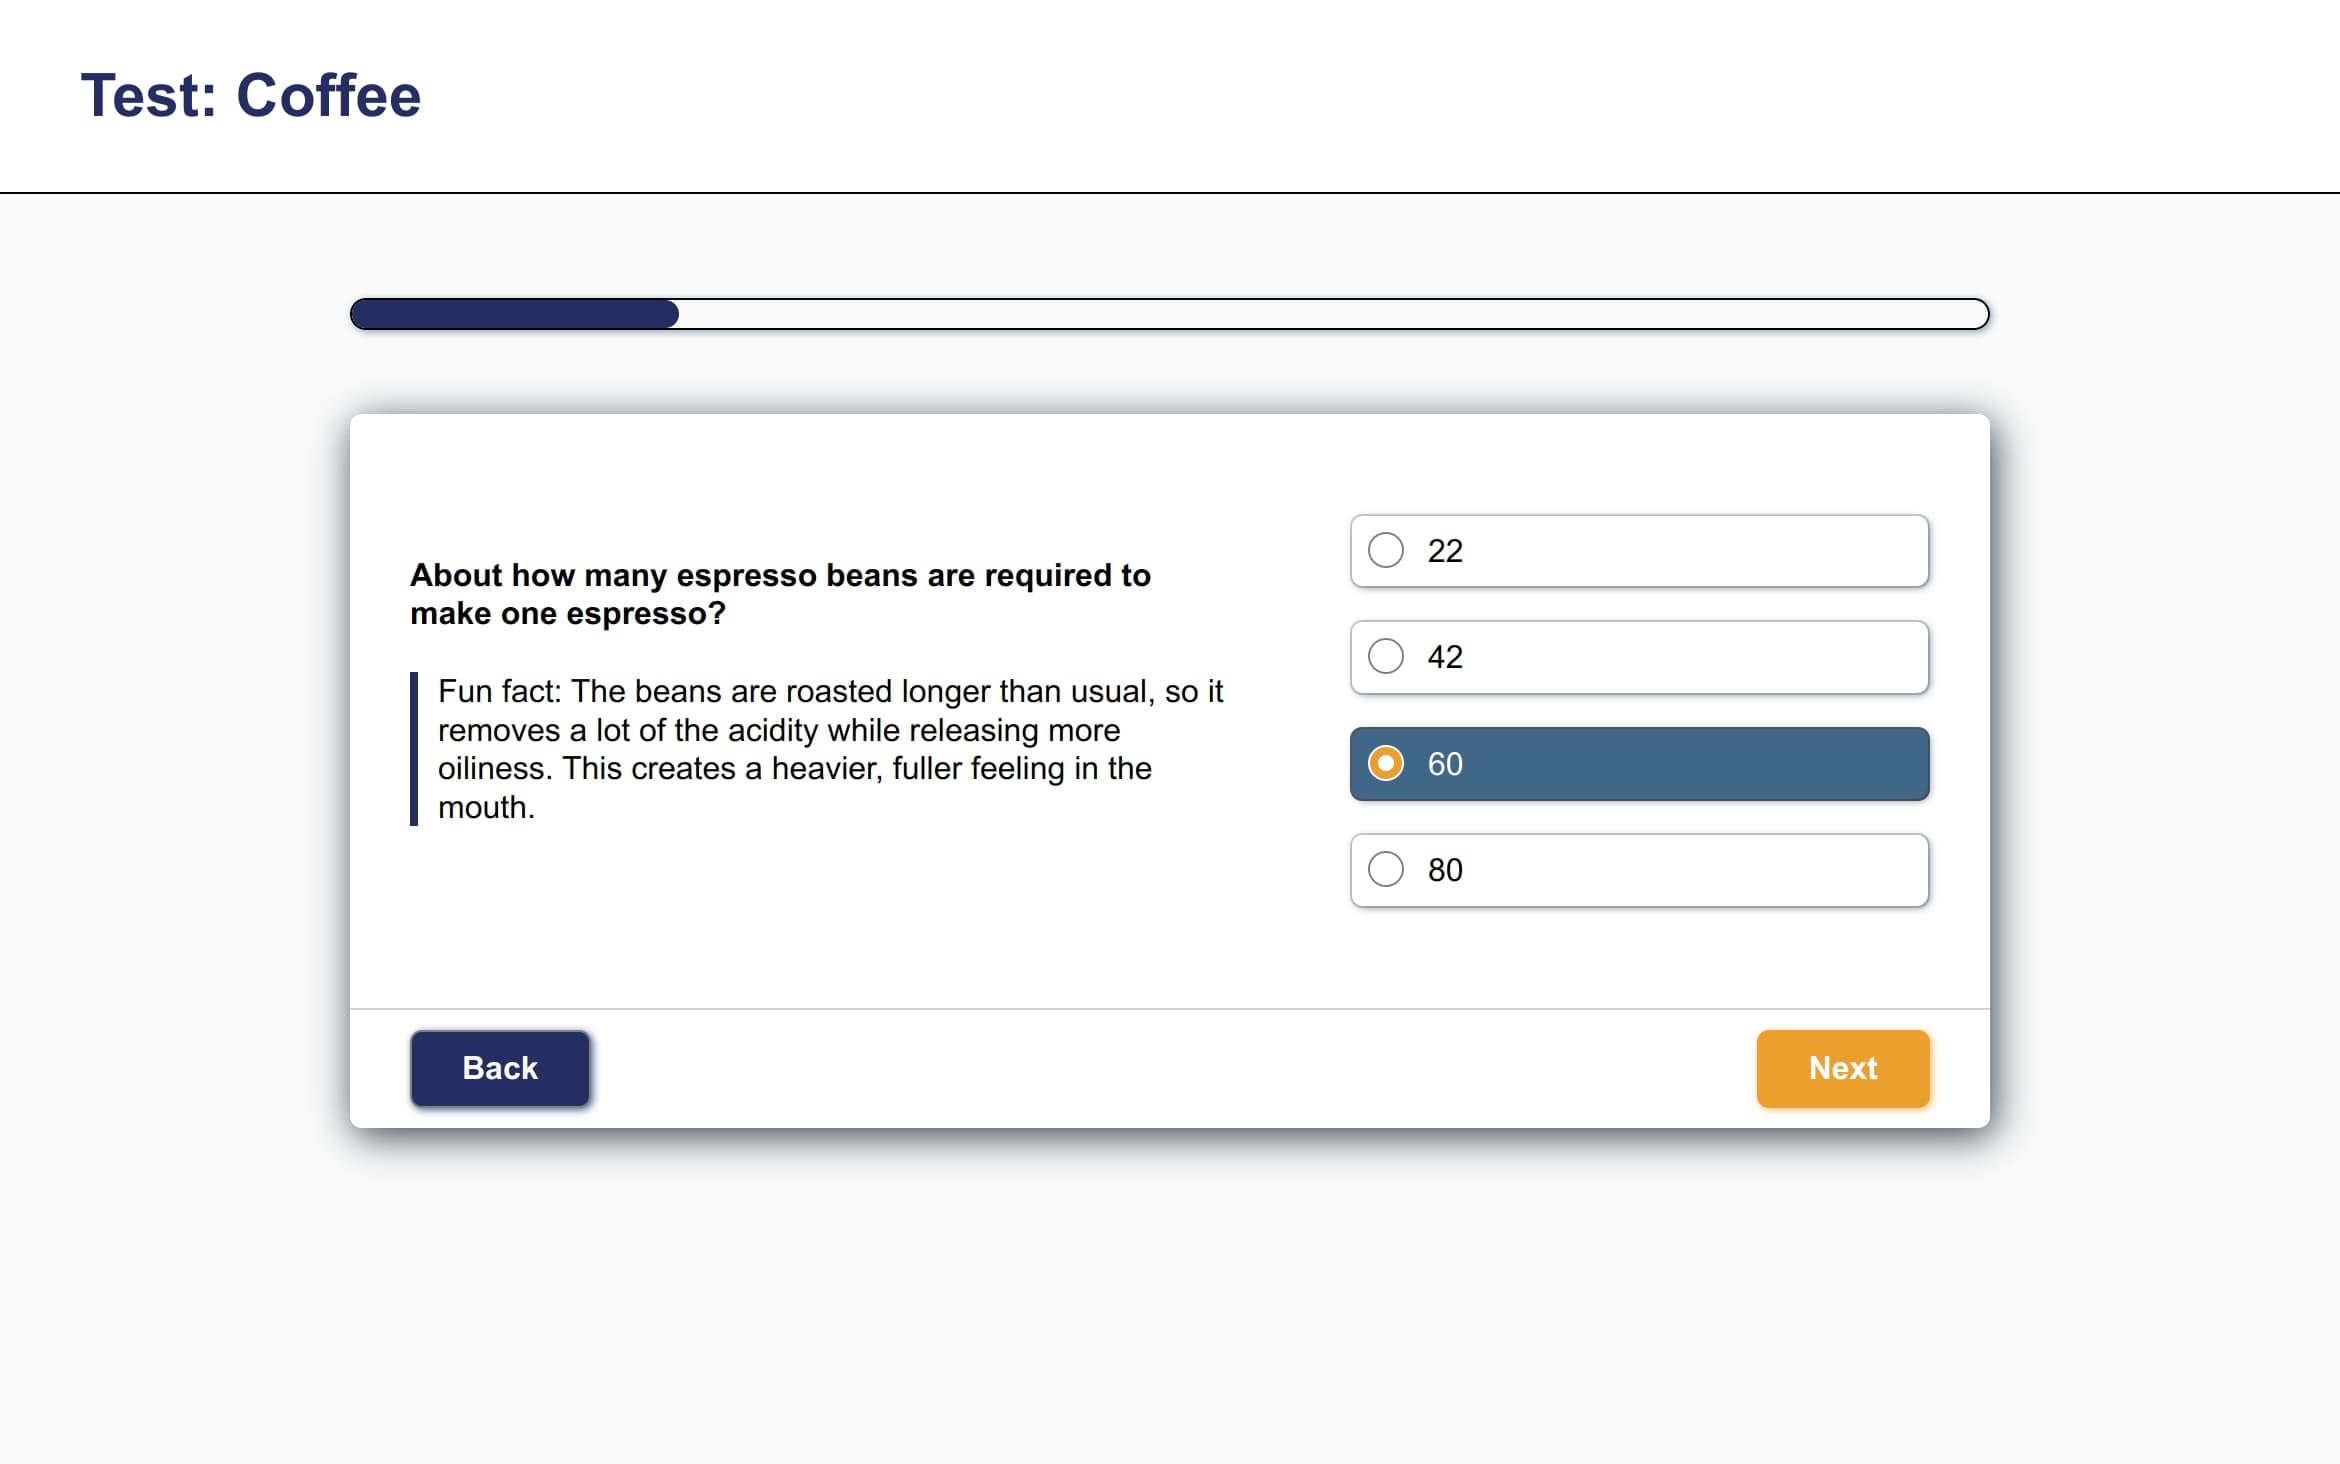 Test: Coffee
About how many espresso beans are required to
make one espresso?
Fun fact: The beans are roasted longer than usual, so it
removes a lot of the acidity while releasing more
oiliness. This creates a heavier, fuller feeling in the
mouth.
22
42
60
80
Back
Next